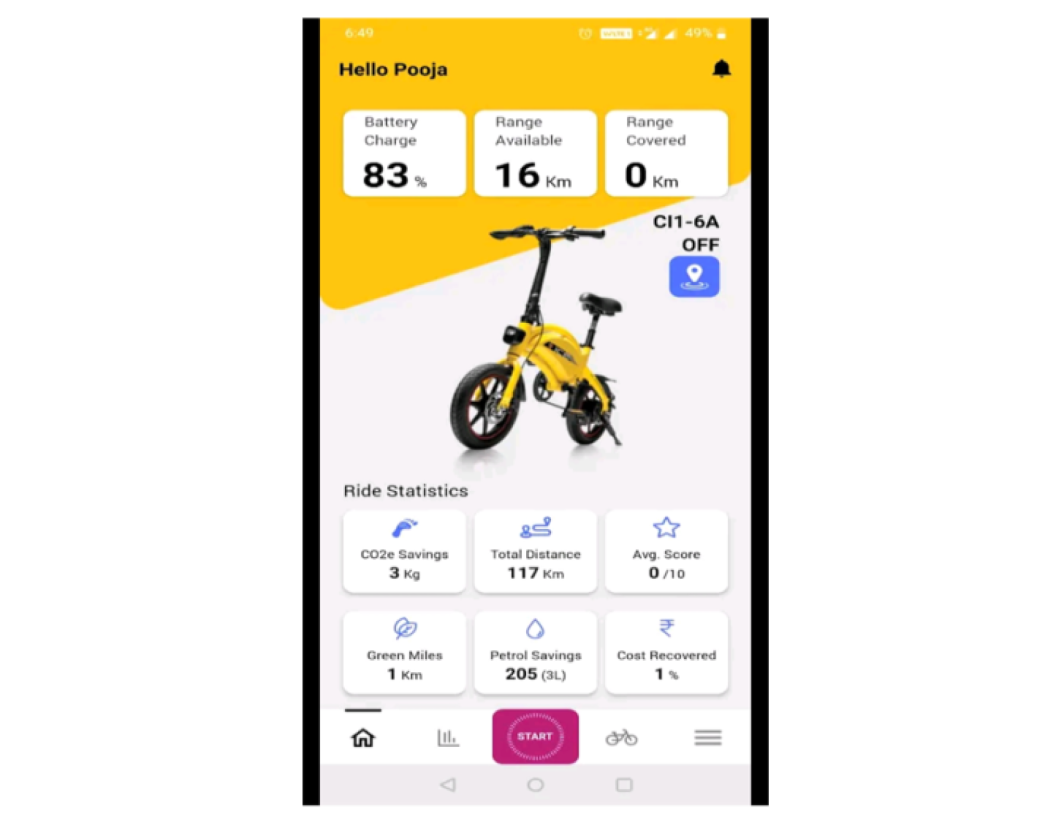 6:49
49%
Hello Pooja
Battery Charge
83 %
Range Available
16 Km
Range Covered
0 Km
CI1-6A
OFF
Ride Statistics
CO2e Savings
3 Kg
Total Distance
117 Km
Avg. Score
0 /10
Green Miles
1 Km
Petrol Savings
205 (3L)
Cost Recovered
1 %
START